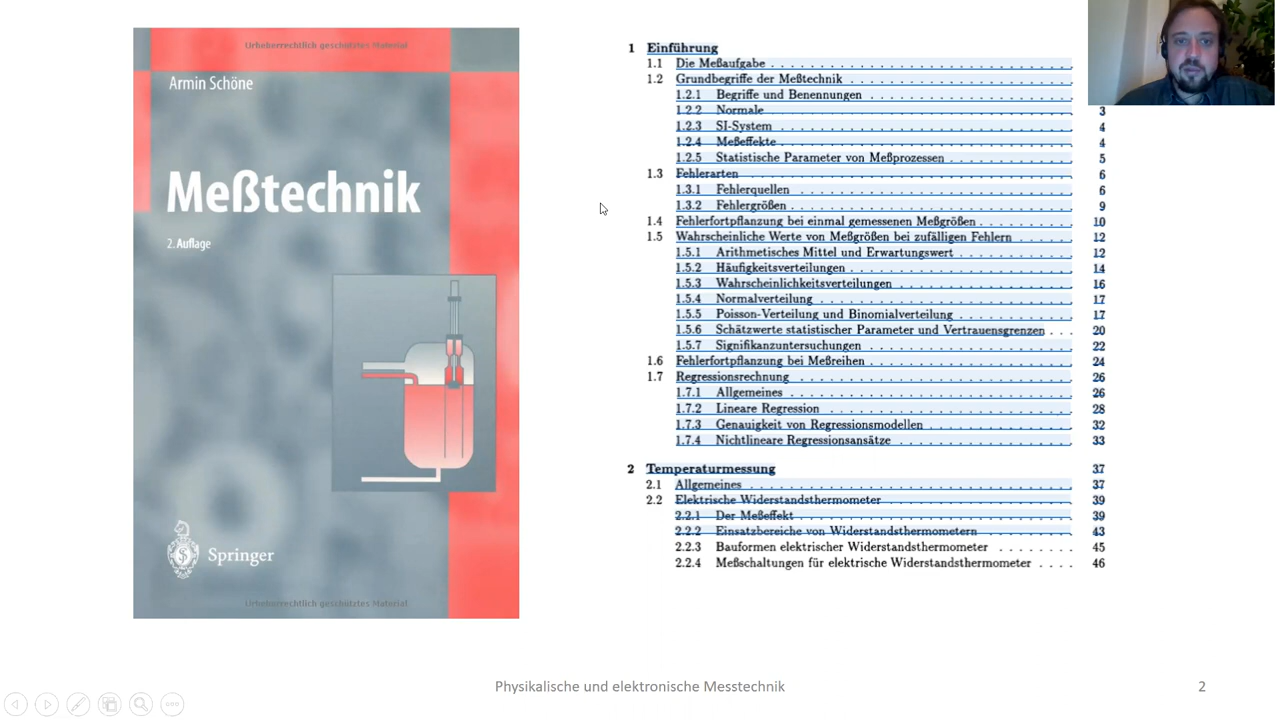 Urheberrechtlich geschütztes Material
Armin Schöne
Meßtechnik
2. Auflage
Springer
Urheberrechtlich geschütztes Material
1 Einführung
1.1 Die Meßaufgabe . . . . . . . . . . . . . . . . . . . . . . . . . . . .
1.2 Grundbegriffe der Meßtechnik . . . . . . . . . . . . . . . . . . . .
1.2.1 Begriffe und Benennungen . . . . . . . . . . . . . . . . . .
1.2.2 Normale . . . . . . . . . . . . . . . . . . . . . . . . . . . . 3
1.2.3 SI-System . . . . . . . . . . . . . . . . . . . . . . . . . . . 4
1.2.4 Meßeffekte . . . . . . . . . . . . . . . . . . . . . . . . . . . 4
1.2.5 Statistische Parameter von Meßprozessen . . . . . . . . . . . 5
1.3 Fehlerarten . . . . . . . . . . . . . . . . . . . . . . . . . . . . . . 6
1.3.1 Fehlerquellen . . . . . . . . . . . . . . . . . . . . . . . . . 6
1.3.2 Fehlergrößen . . . . . . . . . . . . . . . . . . . . . . . . . . 9
1.4 Fehlerfortpflanzung bei einmal gemessenen Meßgrößen . . . . . . . . 10
1.5 Wahrscheinliche Werte von Meßgrößen bei zufälligen Fehlern . . . . . 12
1.5.1 Arithmetisches Mittel und Erwartungswert . . . . . . . . . . 12
1.5.2 Häufigkeitsverteilungen . . . . . . . . . . . . . . . . . . . . 14
1.5.3 Wahrscheinlichkeitsverteilungen . . . . . . . . . . . . . . . . 16
1.5.4 Normalverteilung . . . . . . . . . . . . . . . . . . . . . . . 17
1.5.5 Poisson-Verteilung und Binomialverteilung . . . . . . . . . . 17
1.5.6 Schätzwerte statistischer Parameter und Vertrauensgrenzen . . . 20
1.5.7 Signifikanzuntersuchungen . . . . . . . . . . . . . . . . . . 22
1.6 Fehlerfortpflanzung bei Meßreihen . . . . . . . . . . . . . . . . . . 24
1.7 Regressionsrechnung . . . . . . . . . . . . . . . . . . . . . . . . . 26
1.7.1 Allgemeines . . . . . . . . . . . . . . . . . . . . . . . . . . 26
1.7.2 Lineare Regression . . . . . . . . . . . . . . . . . . . . . . 28
1.7.3 Genauigkeit von Regressionsmodellen . . . . . . . . . . . . . 32
1.7.4 Nichtlineare Regressionsansätze . . . . . . . . . . . . . . . . 33
2 Temperaturmessung 37
2.1 Allgemeines . . . . . . . . . . . . . . . . . . . . . . . . . . . . . 37
2.2 Elektrische Widerstandsthermometer . . . . . . . . . . . . . . . . . 39
2.2.1 Der Meßeffekt . . . . . . . . . . . . . . . . . . . . . . . . . 39
2.2.2 Einsatzbereiche von Widerstandsthermometern . . . . . . . . 43
2.2.3 Bauformen elektrischer Widerstandsthermometer . . . . . . . . 45
2.2.4 Meßschaltungen für elektrische Widerstandsthermometer . . . . 46
Physikalische und elektronische Messtechnik
2